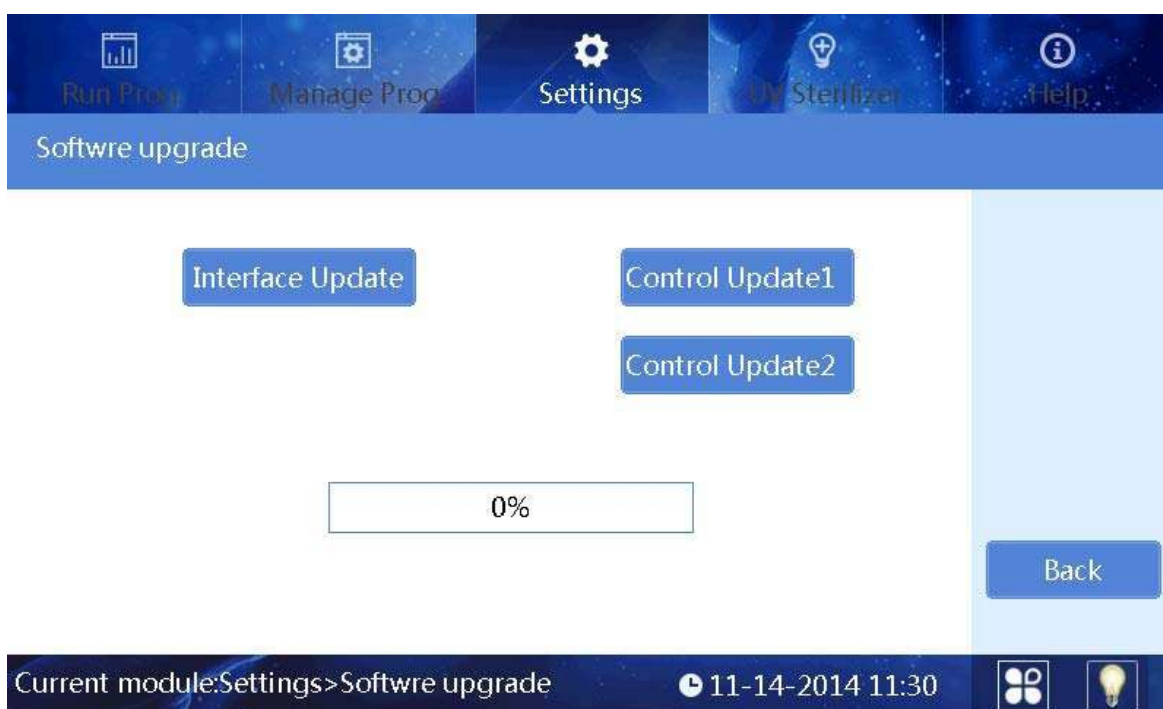 Run Prog.
Manage Prog.
Settings
UV Sterilizer
Help
Softwre upgrade
Interface Update
Control Update1
Control Update2
0%
Back
Current module:Settings>Softwre upgrade
11-14-2014 11:30